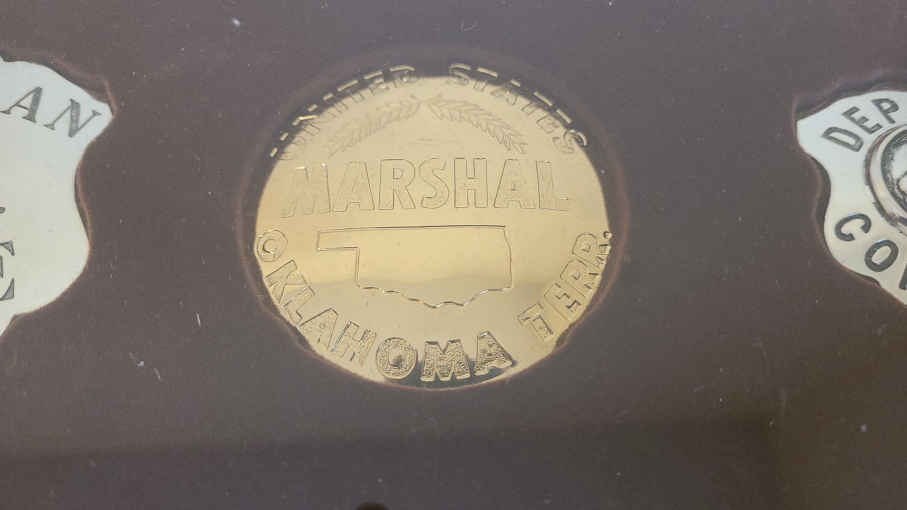 UNITED STATES
MARSHAL
OKLAHOMA TERR.
AN
E
DEP
CO